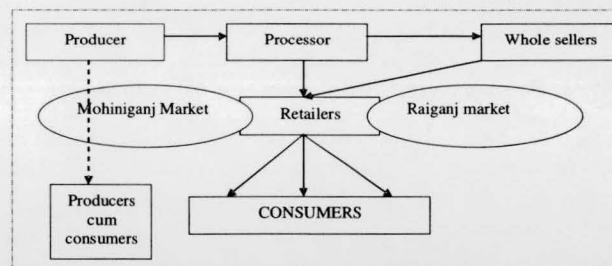 Producer
Processor
Whole sellers
Mohiniganj Market
Retailers
Raiganj market
Producers
cum
consumers
CONSUMERS